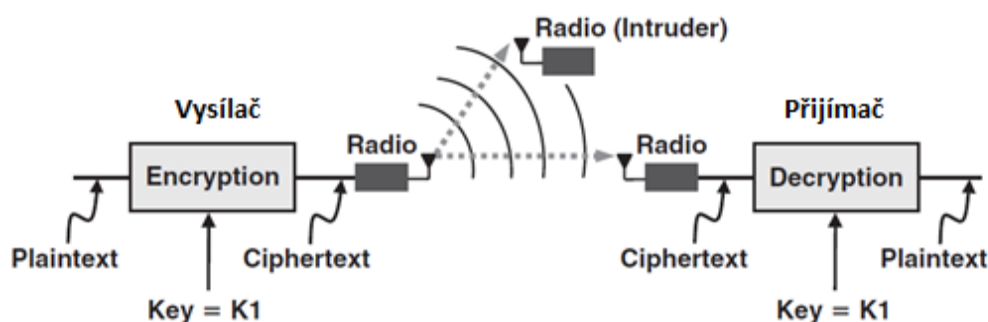 Radio (Intruder)
Vysílač
Přijímač
Radio
Radio
Encryption
Decryption
Plaintext
Ciphertext
Ciphertext
Plaintext
Key = K1
Key = K1